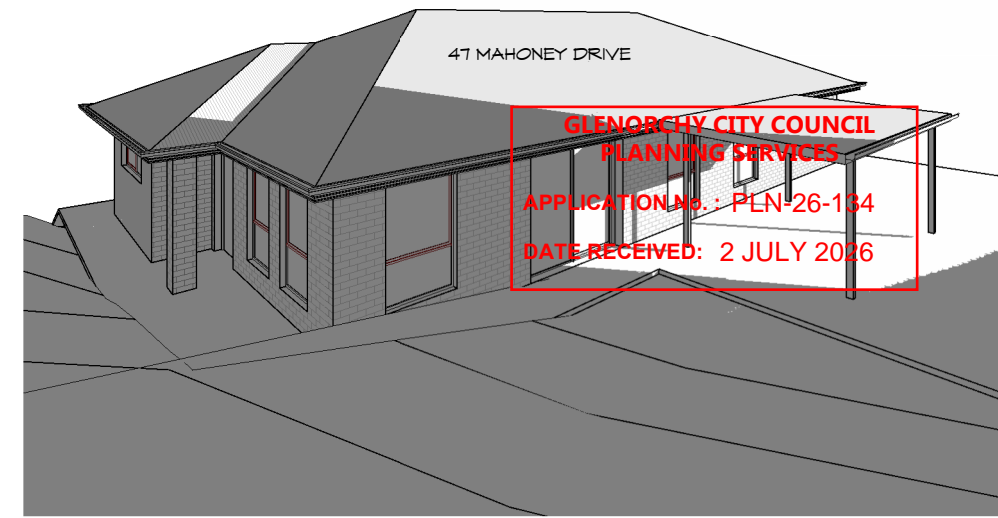 47 MAHONEY DRIVE
GLENORCHY CITY COUNCIL
PLANNING SERVICES
APPLICATION No. : PLN-26-134
DATE RECEIVED: 2 JULY 2026